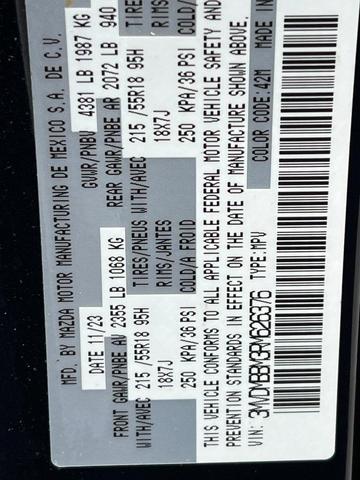 MFD. BY MAZDA MOTOR MANUFACTURING DE MEXICO S.A. DE C.V.
DATE 11/23 GVWR/PNBV 4381 LB 1987 KG
FRONT GAWR/PNBE AV 2355 LB 1068 KG REAR GAWR/PNBE AR 2072 LB 940
WITH/AVEC TIRES/PNEUS WITH/AVEC TIRE
215 /55R18 95H 215 /55R18 95H
18X7J RIMS/JANTES 18X7J RIMS
250 KPA/36 PSI COLD/A FROID 250 KPA/36 PSI COLD/
THIS VEHICLE CONFORMS TO ALL APPLICABLE FEDERAL MOTOR VEHICLE SAFETY AND
PREVENTION STANDARDS IN EFFECT ON THE DATE OF MANUFACTURE SHOWN ABOVE.
VIN: 3MVDMBBM3RM626376 TYPE: MPV COLOR CODE: 42M